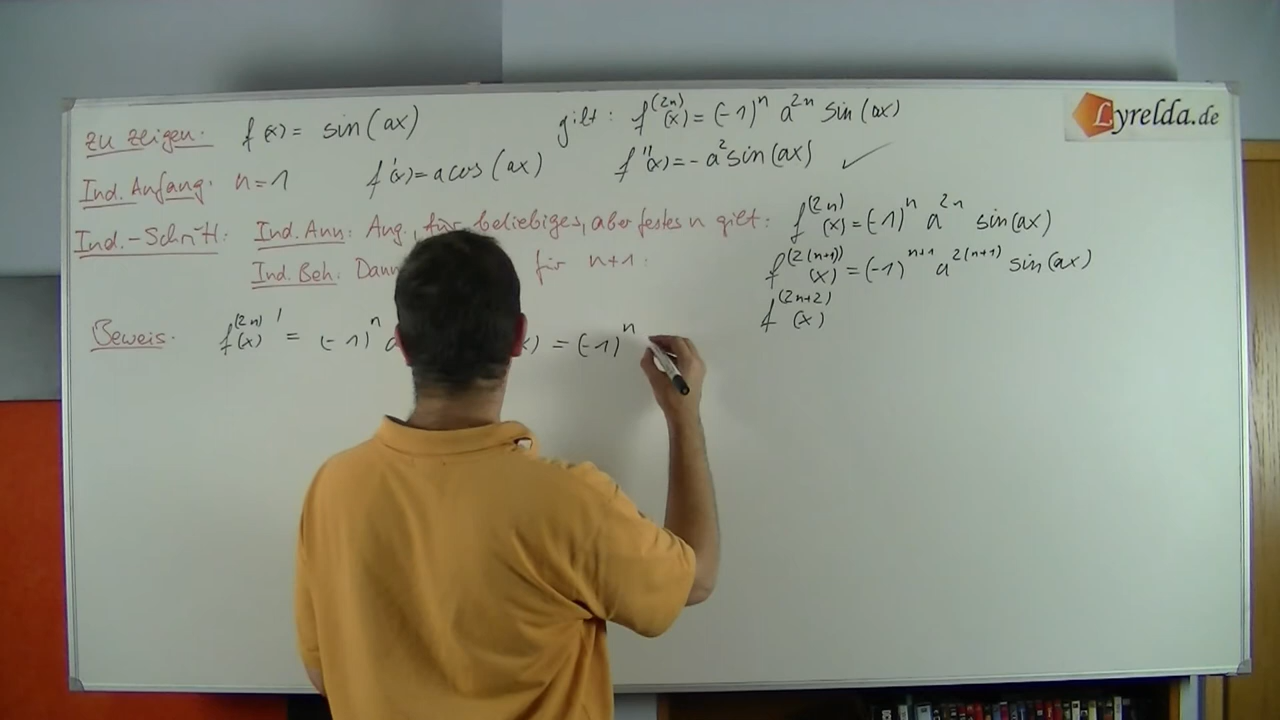 Lyrelda.de
zu zeigen: f(x) = sin(ax) gilt: f^(2n)(x) = (-1)^n a^2n sin(ax)
Ind. Anfang: n=1 f'(x) = a cos(ax) f''(x) = -a² sin(ax) ✓
Ind.-Schritt: Ind. Ann: Ang., für beliebiges, aber festes n gilt: f^(2n)(x) = (-1)^n a^2n sin(ax)
Ind. Beh: Dann für n+1: f^(2(n+1))(x) = (-1)^n+1 a^2(n+1) sin(ax)
f^(2n+2)(x)
Beweis: f^(2n)(x)' = (-1)^n x) = (-1)^n